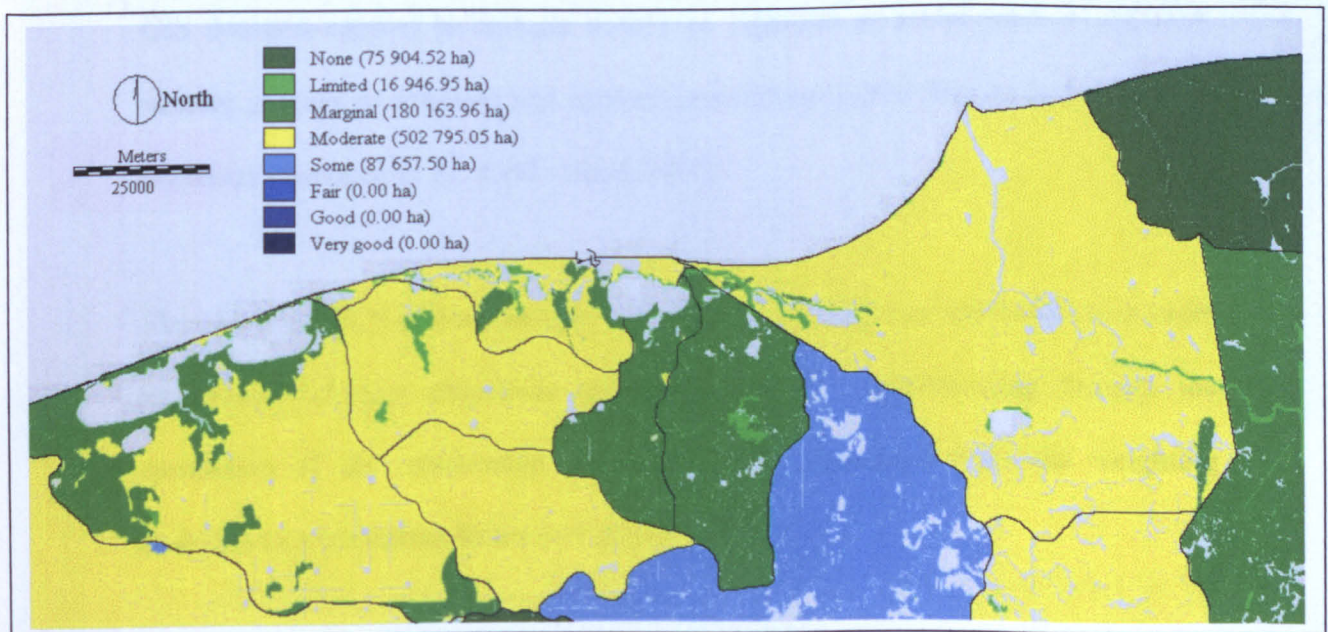 None (75 904.52 ha)
Limited (16 946.95 ha)
Marginal (180 163.96 ha)
Moderate (502 795.05 ha)
Some (87 657.50 ha)
Fair (0.00 ha)
Good (0.00 ha)
Very good (0.00 ha)
North
Meters
25000